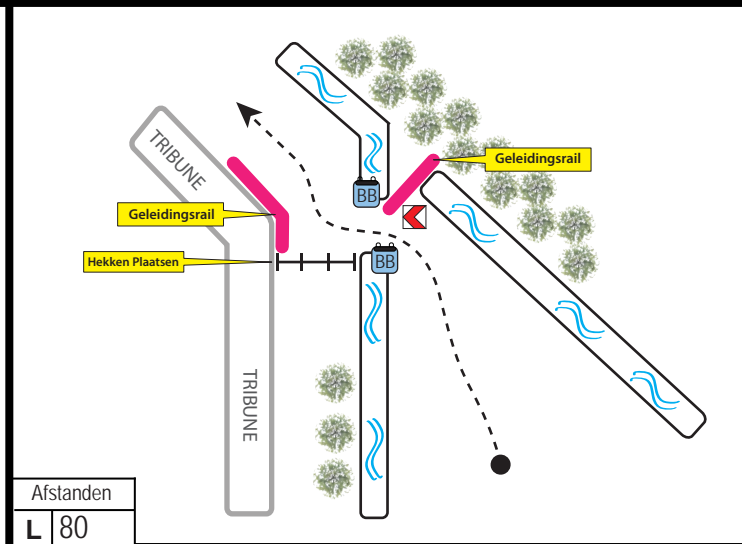 TRIBUNE
Geleidingsrail
BB
Geleidingsrail
Hekken Plaatsen
BB
TRIBUNE
Afstanden
L 80